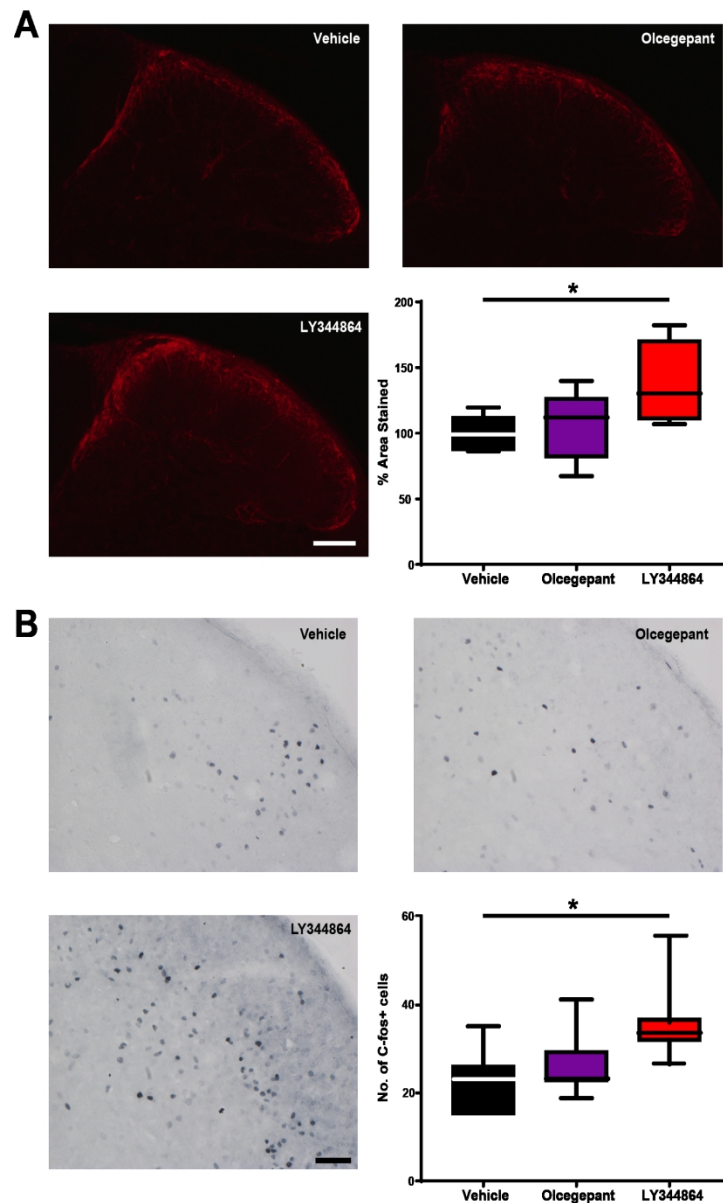 A
Vehicle
Olcegepant
LY344864
*
200
150
100
50
0
% Area Stained
Vehicle
Olcegepant
LY344864
B
Vehicle
Olcegepant
LY344864
*
60
40
20
0
No. of C-fos+ cells
Vehicle
Olcegepant
LY344864